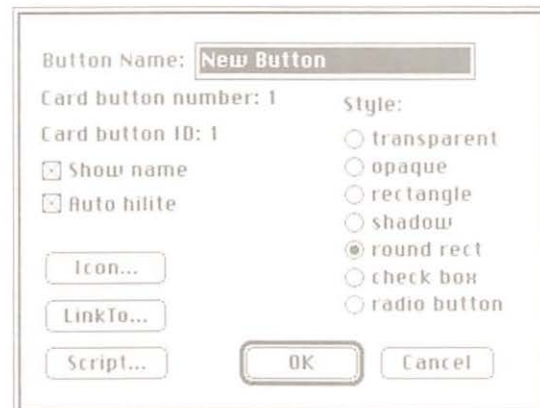 Button Name: New Button
Card button number: 1
Card button ID: 1
Show name
Auto hilite
Icon...
LinkTo...
Script...
Style:
transparent
opaque
rectangle
shadow
round rect
check box
radio button
OK
Cancel